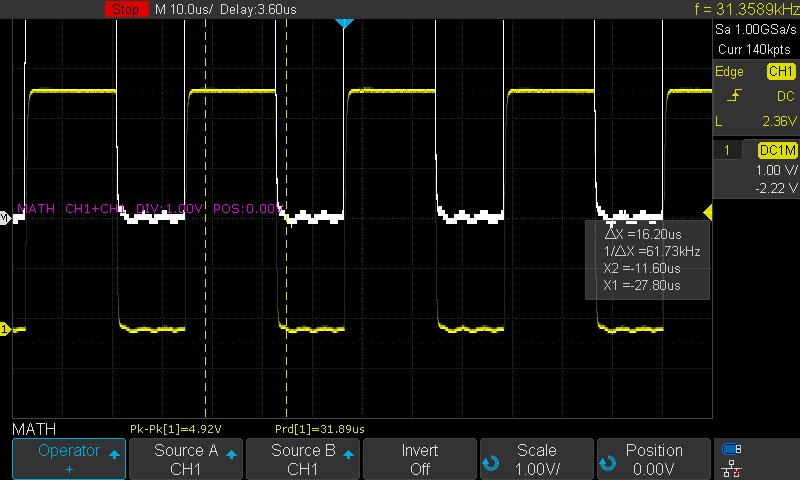 Stop M 10.0us/ Delay:3.60us f = 31.3589kHz
Sa 1.00GSa/s
Curr 140kpts
Edge CH1
DC
L 2.36V
1 DC1M
1.00 V/
-2.22 V
M
MATH CH1+CH DIV:1.00V POS:0.00V
△X =16.20us
1/△X =61.73kHz
X2 =-11.60us
X1 =-27.80us
1
MATH Pk-Pk[1]=4.92V Prd[1]=31.89us
Operator Source A Source B Invert Scale Position
+ CH1 CH1 Off 1.00V/ 0.00V